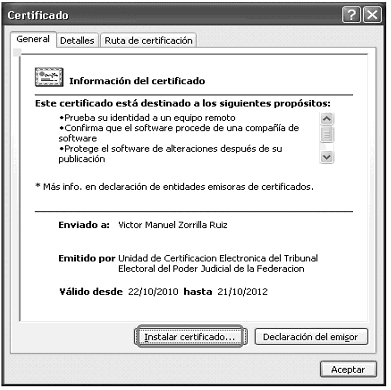 Certificado
General Detalles Ruta de certificación
Información del certificado
Este certificado está destinado a los siguientes propósitos:
•Prueba su identidad a un equipo remoto
•Confirma que el software procede de una compañía de
software
•Protege el software de alteraciones después de su
publicación
* Más info. en declaración de entidades emisoras de certificados.
Enviado a: Victor Manuel Zorrilla Ruiz
Emitido por Unidad de Certificacion Electronica del Tribunal
Electoral del Poder Judicial de la Federacion
Válido desde 22/10/2010 hasta 21/10/2012
Instalar certificado... Declaración del emisor
Aceptar